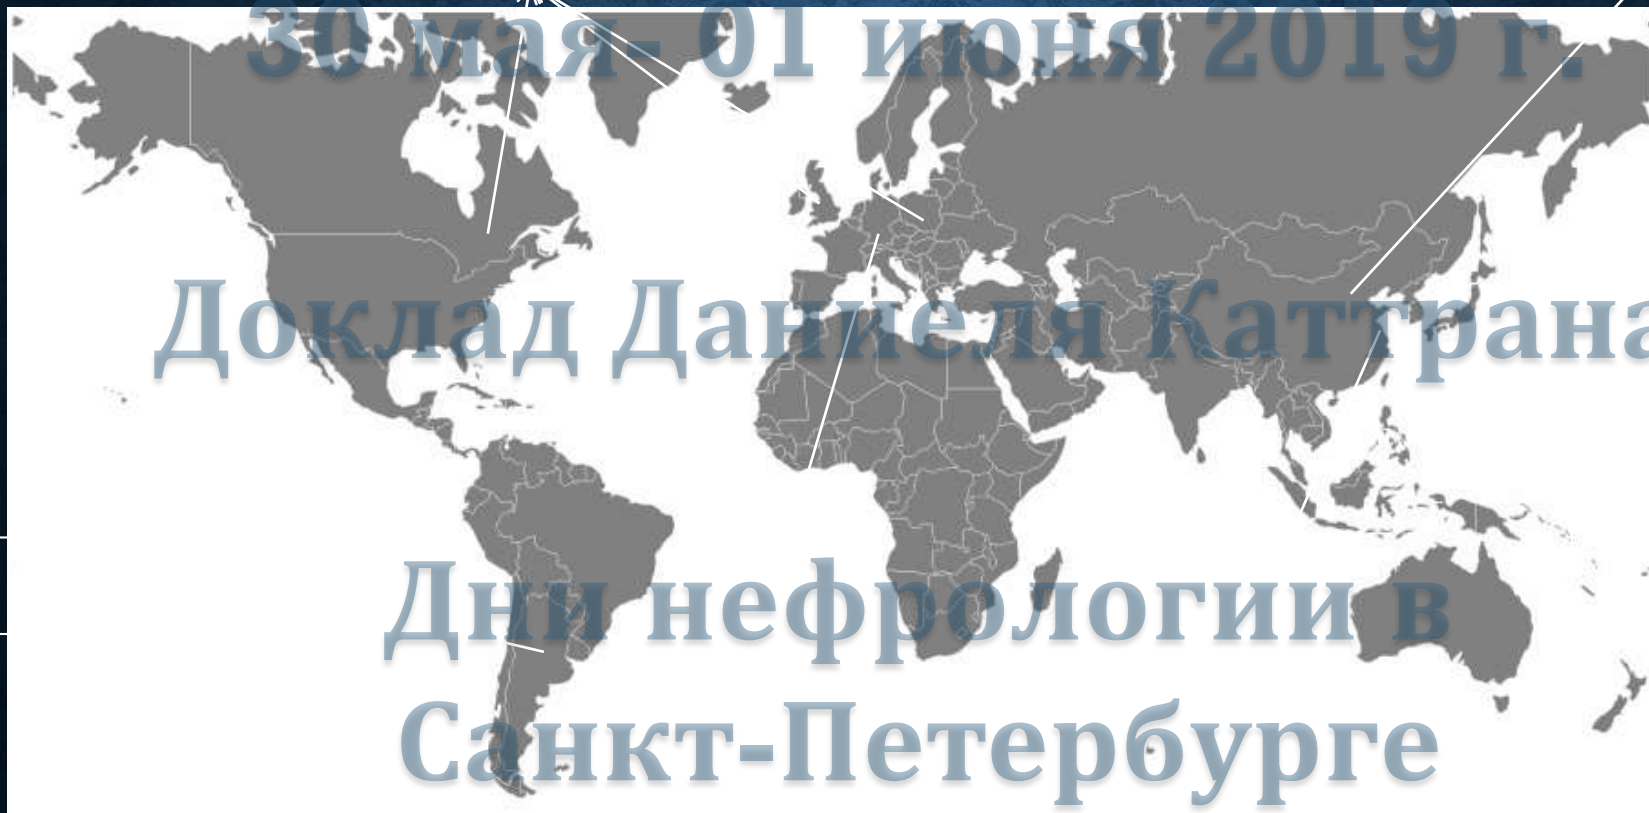 30 мая- 01 июня 2019 г.
Доклад Даниеля Каттрана
Дни нефрологии в
Санкт-Петербурге